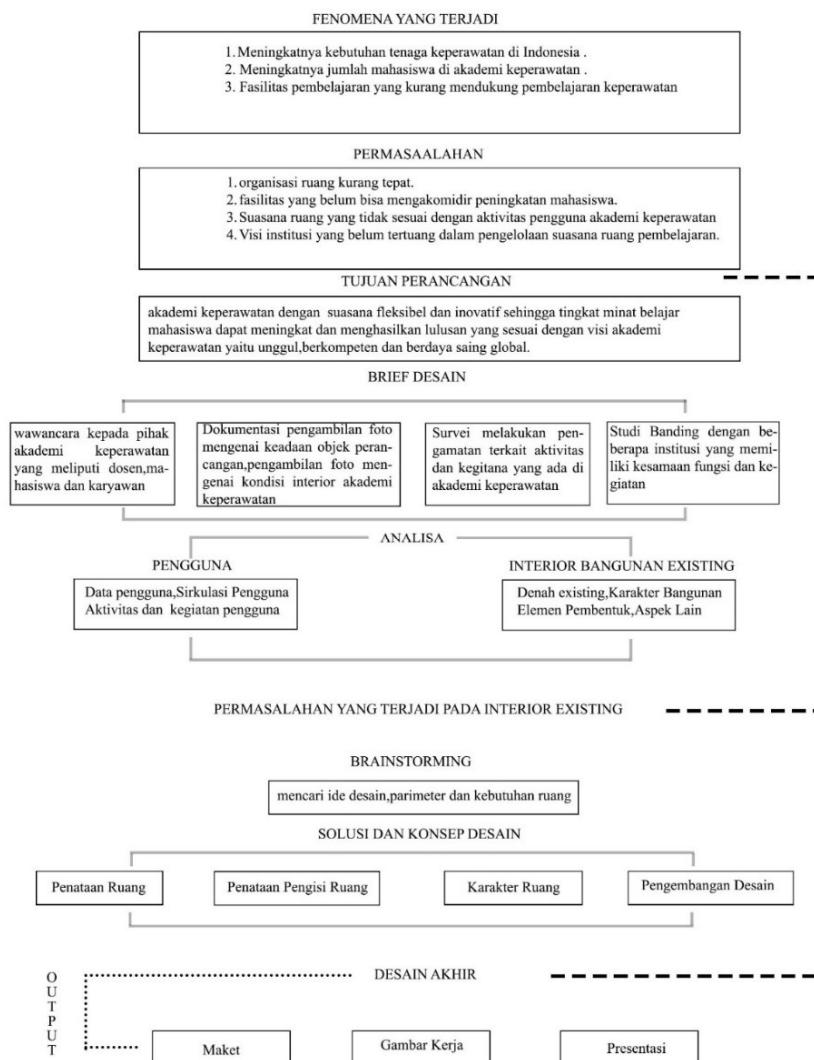 FENOMENA YANG TERJADI
1. Meningkatnya kebutuhan tenaga keperawatan di Indonesia .
2. Meningkatnya jumlah mahasiswa di akademi keperawatan .
3. Fasilitas pembelajaran yang kurang mendukung pembelajaran keperawatan
PERMASAALAHAN
1. organisasi ruang kurang tepat.
2. fasilitas yang belum bisa mengakomidir peningkatan mahasiswa.
3. Suasana ruang yang tidak sesuai dengan aktivitas pengguna akademi keperawatan
4. Visi institusi yang belum tertuang dalam pengelolaan suasana ruang pembelajaran.
TUJUAN PERANCANGAN
akademi keperawatan dengan suasana fleksibel dan inovatif sehingga tingkat minat belajar
mahasiswa dapat meningkat dan menghasilkan lulusan yang sesuai dengan visi akademi
keperawatan yaitu unggul,berkompeten dan berdaya saing global.
BRIEF DESAIN
wawancara kepada pihak
akademi keperawatan
yang meliputi dosen,ma-
hasiswa dan karyawan
Dokumentasi pengambilan foto
mengenai keadaan objek peran-
cangan,pengambilan foto men-
genai kondisi interior akademi
keperawatan
Survei melakukan pen-
gamatan terkait aktivitas
dan kegitana yang ada di
akademi keperawatan
Studi Banding dengan be-
berapa institusi yang memi-
liki kesamaan fungsi dan ke-
giatan
ANALISA
PENGGUNA
Data pengguna,Sirkulasi Pengguna
Aktivitas dan kegiatan pengguna
INTERIOR BANGUNAN EXISTING
Denah existing,Karakter Bangunan
Elemen Pembentuk,Aspek Lain
PERMASALAHAN YANG TERJADI PADA INTERIOR EXISTING
BRAINSTORMING
mencari ide desain,parimeter dan kebutuhan ruang
SOLUSI DAN KONSEP DESAIN
Penataan Ruang
Penataan Pengisi Ruang
Karakter Ruang
Pengembangan Desain
OUTPUT
DESAIN AKHIR
Maket
Gambar Kerja
Presentasi